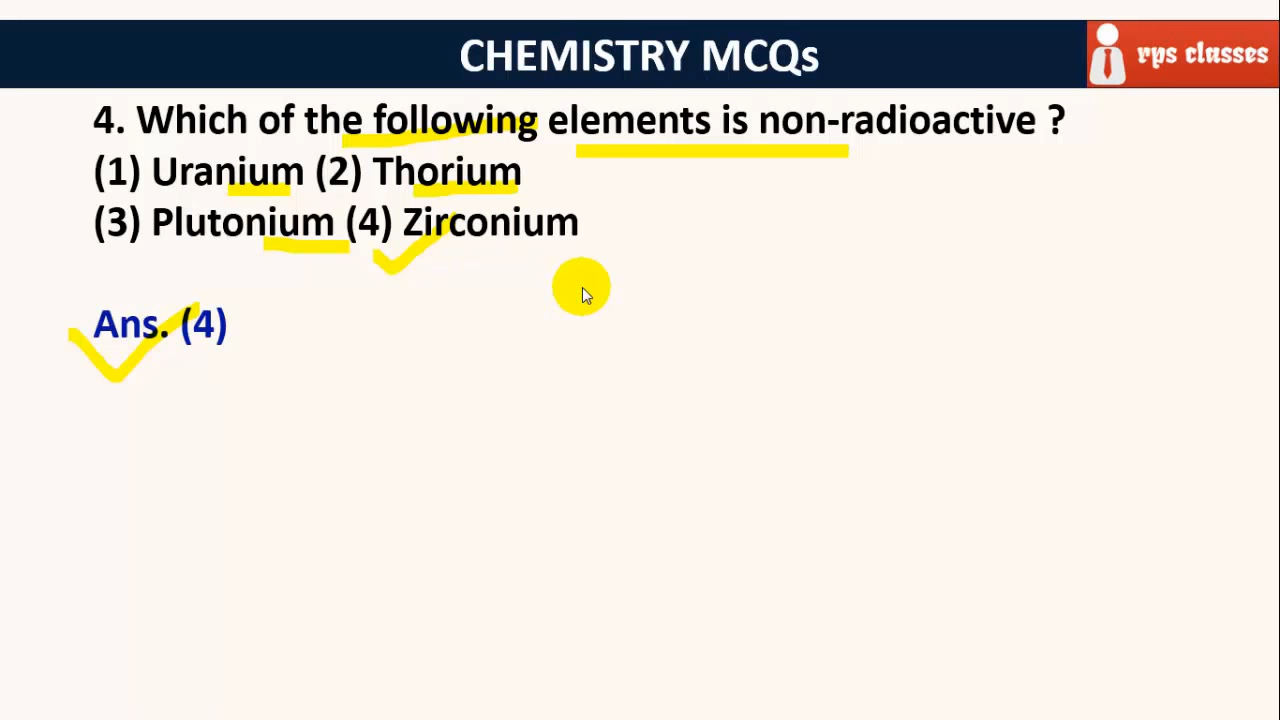 CHEMISTRY MCQs
rps classes
4. Which of the following elements is non-radioactive ?
(1) Uranium (2) Thorium
(3) Plutonium (4) Zirconium
Ans. (4)